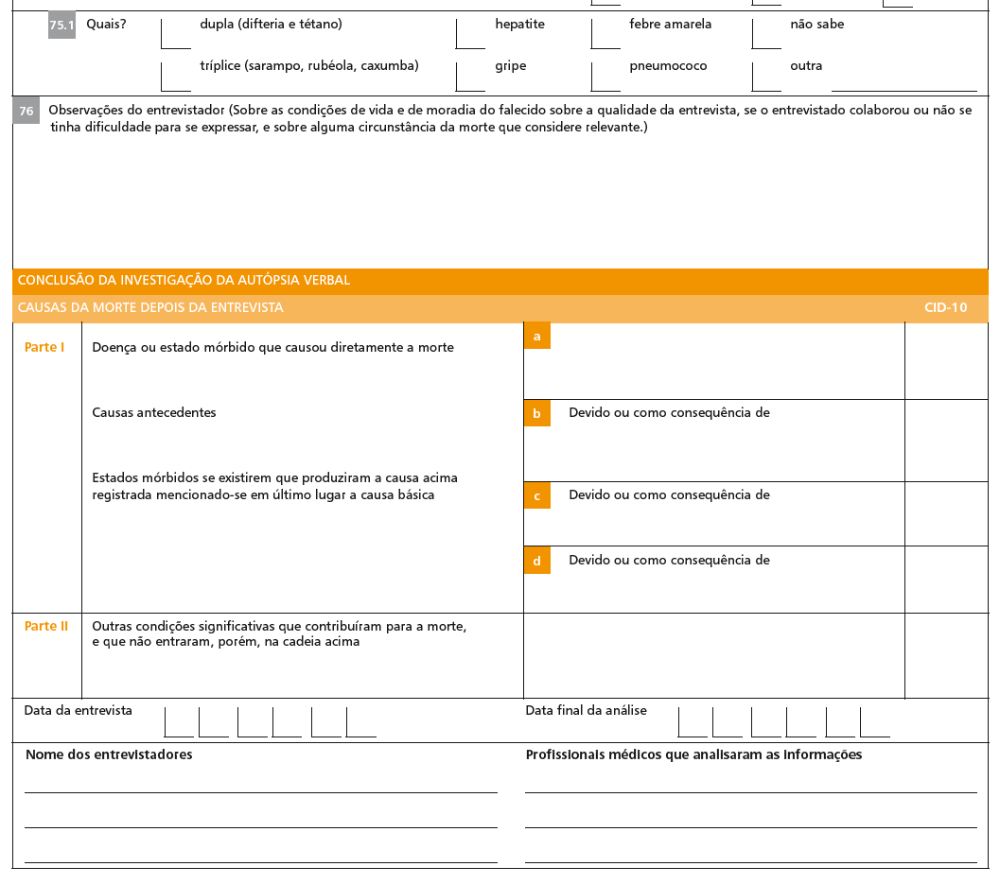 75.1 Quais? dupla (difteria e tétano) hepatite febre amarela não sabe
tríplice (sarampo, rubéola, caxumba) gripe pneumococo outra
76 Observações do entrevistador (Sobre as condições de vida e de moradia do falecido sobre a qualidade da entrevista, se o entrevistado colaborou ou não se
tinha dificuldade para se expressar, e sobre alguma circunstância da morte que considere relevante.)
CONCLUSÃO DA INVESTIGAÇÃO DA AUTÓPSIA VERBAL
CAUSAS DA MORTE DEPOIS DA ENTREVISTA CID-10
Parte I Doença ou estado mórbido que causou diretamente a morte a
Causas antecedentes b Devido ou como consequência de
Estados mórbidos se existirem que produziram a causa acima
registrada mencionado-se em último lugar a causa básica c Devido ou como consequência de
d Devido ou como consequência de
Parte II Outras condições significativas que contribuíram para a morte,
e que não entraram, porém, na cadeia acima
Data da entrevista Data final da análise
Nome dos entrevistadores Profissionais médicos que analisaram as informações